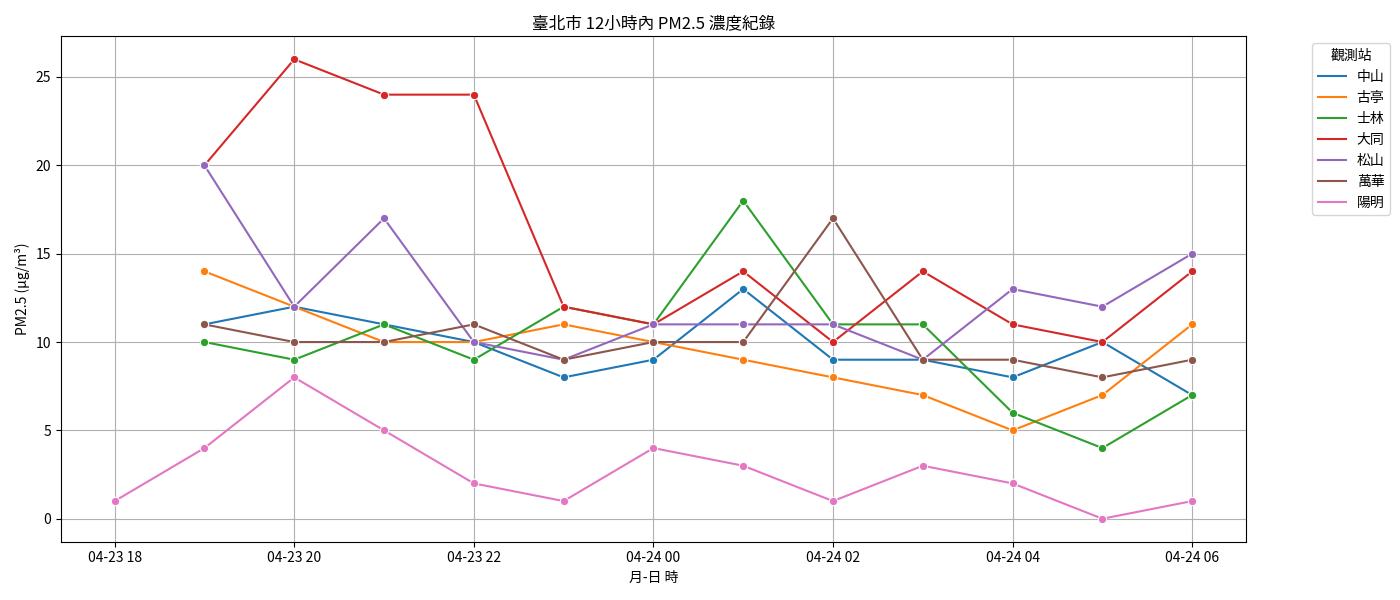 臺北市 12小時內 PM2.5 濃度紀錄
PM2.5 (μg/m³)
25
20
15
10
5
0
04-23 18
04-23 20
04-23 22
04-24 00
04-24 02
04-24 04
04-24 06
月-日 時
觀測站
中山
古亭
士林
大同
松山
萬華
陽明